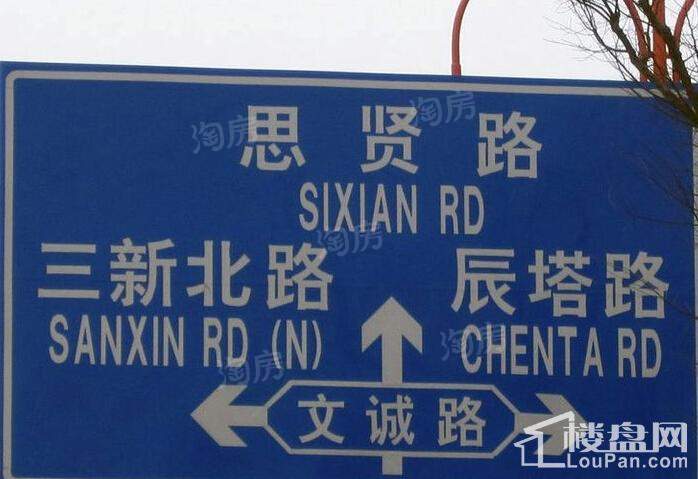 思贤路
SIXIAN RD
三新北路
SANXIN RD (N)
辰塔路
CHENTA RD
文诚路
淘房
淘房
淘房
淘房
淘房
楼盘网
LouPan.com